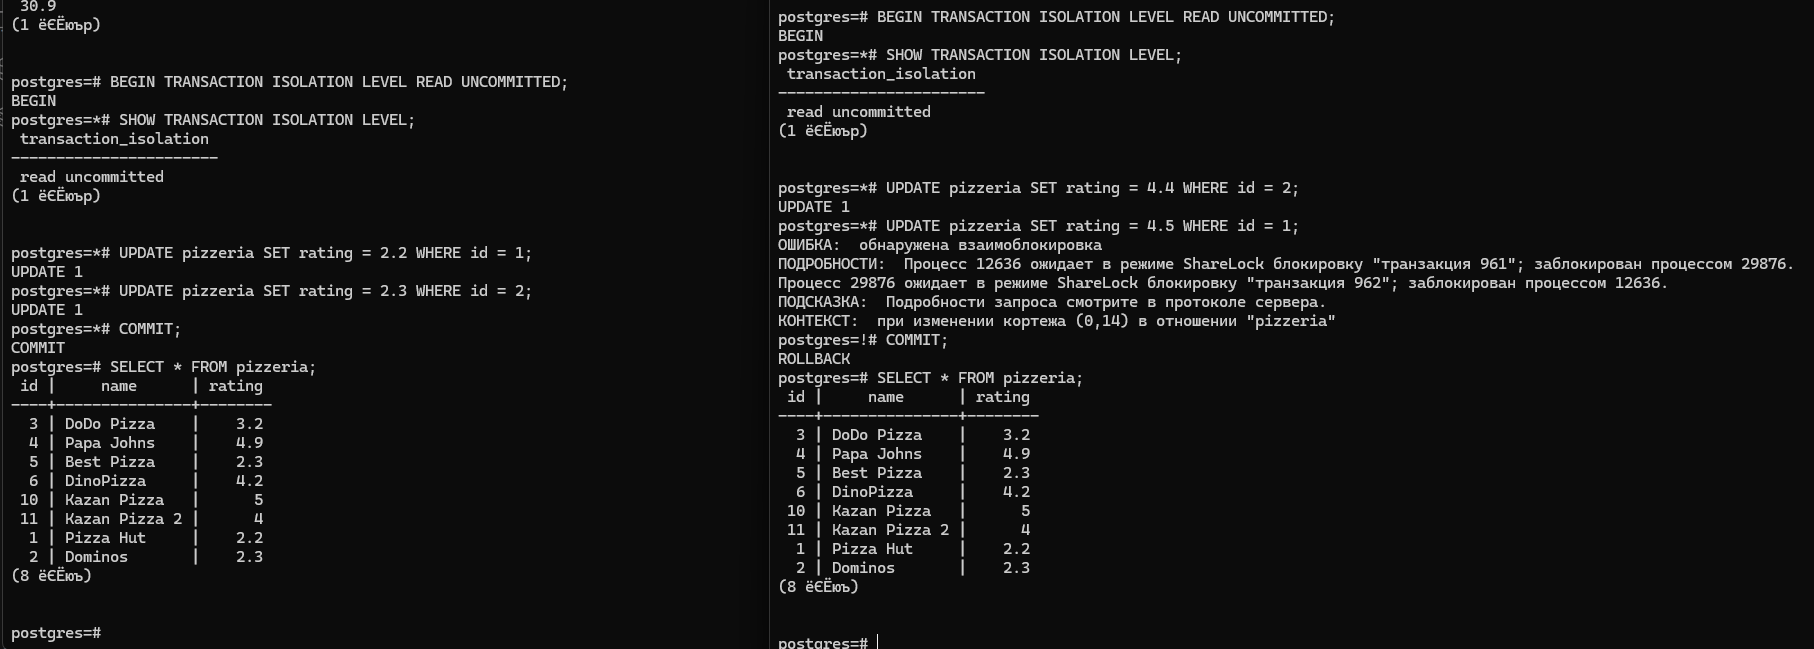 30.9
(1 ёЄЁюър)
postgres=# BEGIN TRANSACTION ISOLATION LEVEL READ UNCOMMITTED;
BEGIN
postgres=*# SHOW TRANSACTION ISOLATION LEVEL;
transaction_isolation
-----------------------
read uncommitted
(1 ёЄЁюър)
postgres=*# UPDATE pizzeria SET rating = 2.2 WHERE id = 1;
UPDATE 1
postgres=*# UPDATE pizzeria SET rating = 2.3 WHERE id = 2;
UPDATE 1
postgres=*# COMMIT;
COMMIT
postgres=# SELECT * FROM pizzeria;
 id |     name      | rating
----+---------------+--------
  3 | DoDo Pizza    |    3.2
  4 | Papa Johns    |    4.9
  5 | Best Pizza    |    2.3
  6 | DinoPizza     |    4.2
 10 | Kazan Pizza   |      5
 11 | Kazan Pizza 2 |      4
  1 | Pizza Hut     |    2.2
  2 | Dominos       |    2.3
(8 ёЄЁюъ)
postgres=#
postgres=# BEGIN TRANSACTION ISOLATION LEVEL READ UNCOMMITTED;
BEGIN
postgres=*# SHOW TRANSACTION ISOLATION LEVEL;
transaction_isolation
-----------------------
read uncommitted
(1 ёЄЁюър)
postgres=*# UPDATE pizzeria SET rating = 4.4 WHERE id = 2;
UPDATE 1
postgres=*# UPDATE pizzeria SET rating = 4.5 WHERE id = 1;
ОШИБКА:  обнаружена взаимоблокировка
ПОДРОБНОСТИ:  Процесс 12636 ожидает в режиме ShareLock блокировку "транзакция 961"; заблокирован процессом 29876.
Процесс 29876 ожидает в режиме ShareLock блокировку "транзакция 962"; заблокирован процессом 12636.
ПОДСКАЗКА:  Подробности запроса смотрите в протоколе сервера.
КОНТЕКСТ:  при изменении кортежа (0,14) в отношении "pizzeria"
postgres=!# COMMIT;
ROLLBACK
postgres=# SELECT * FROM pizzeria;
 id |     name      | rating
----+---------------+--------
  3 | DoDo Pizza    |    3.2
  4 | Papa Johns    |    4.9
  5 | Best Pizza    |    2.3
  6 | DinoPizza     |    4.2
 10 | Kazan Pizza   |      5
 11 | Kazan Pizza 2 |      4
  1 | Pizza Hut     |    2.2
  2 | Dominos       |    2.3
(8 ёЄЁюъ)
postgres=#